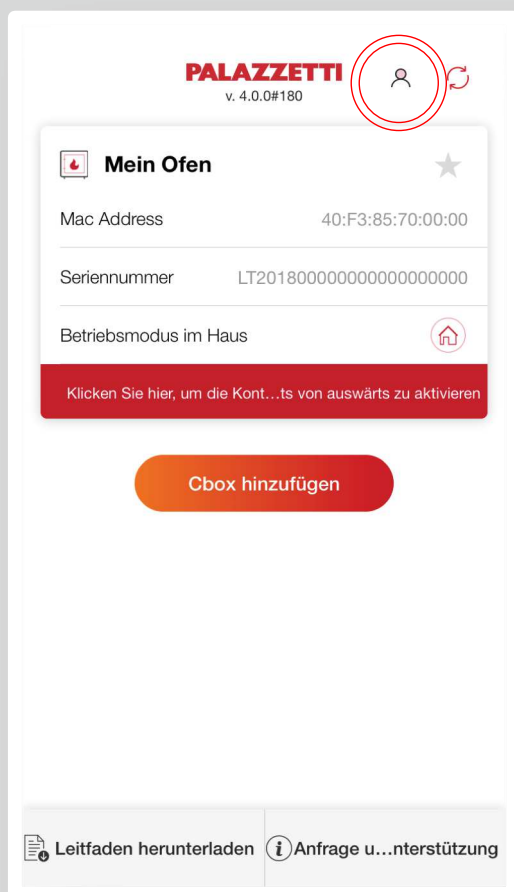 PALAZZETTI
v. 4.0.0#180
Mein Ofen
Mac Address 40:F3:85:70:00:00
Seriennummer LT201800000000000000000
Betriebsmodus im Haus
Klicken Sie hier, um die Kont...ts von auswärts zu aktivieren
Cbox hinzufügen
Leitfaden herunterladen
Anfrage u...nterstützung